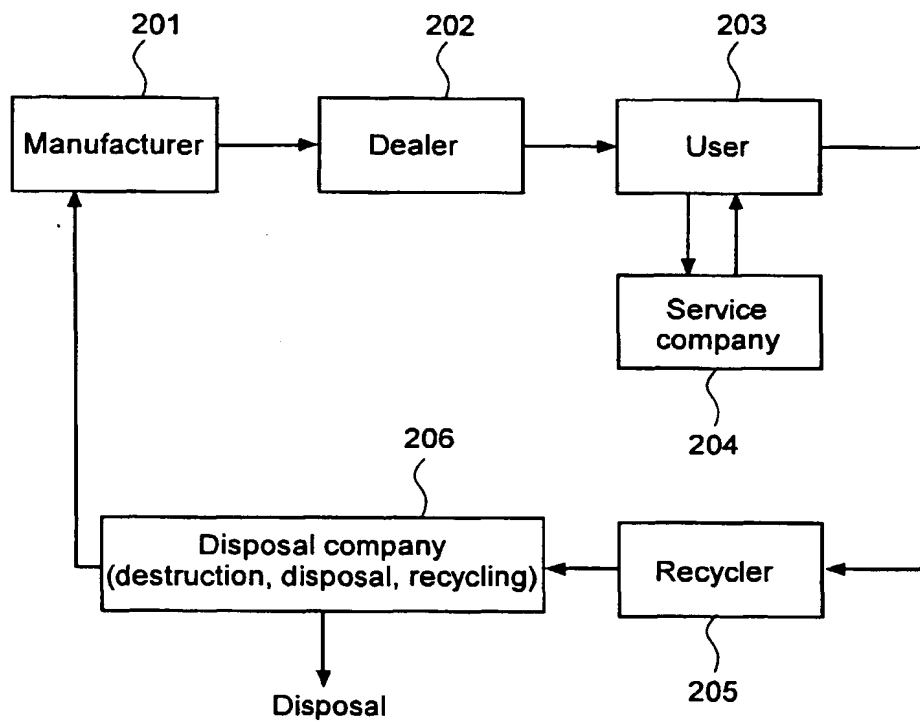 201
202
203
Manufacturer
Dealer
User
Service
company
204
206
Disposal company
(destruction, disposal, recycling)
Recycler
205
Disposal